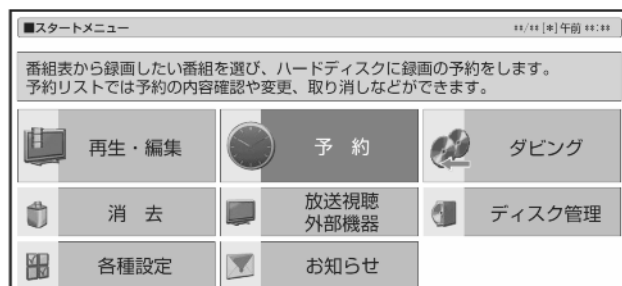 ■スタートメニュー
**/**[*]午前**:**
番組表から録画したい番組を選び、ハードディスクに録画の予約をします。
予約リストでは予約の内容確認や変更、取り消しなどができます。
再生・編集
予 約
ダビング
消 去
放送視聴
外部機器
ディスク管理
各種設定
お知らせ